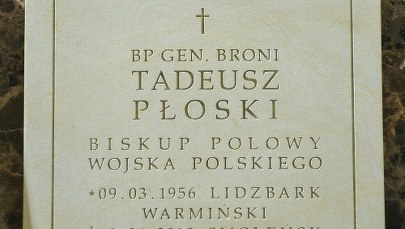 BP GEN. BRONI
TADEUSZ
PŁOSKI
BISKUP POLOWY
WOJSKA POLSKIEGO
*09.03.1956 LIDZBARK
WARMIŃSKI